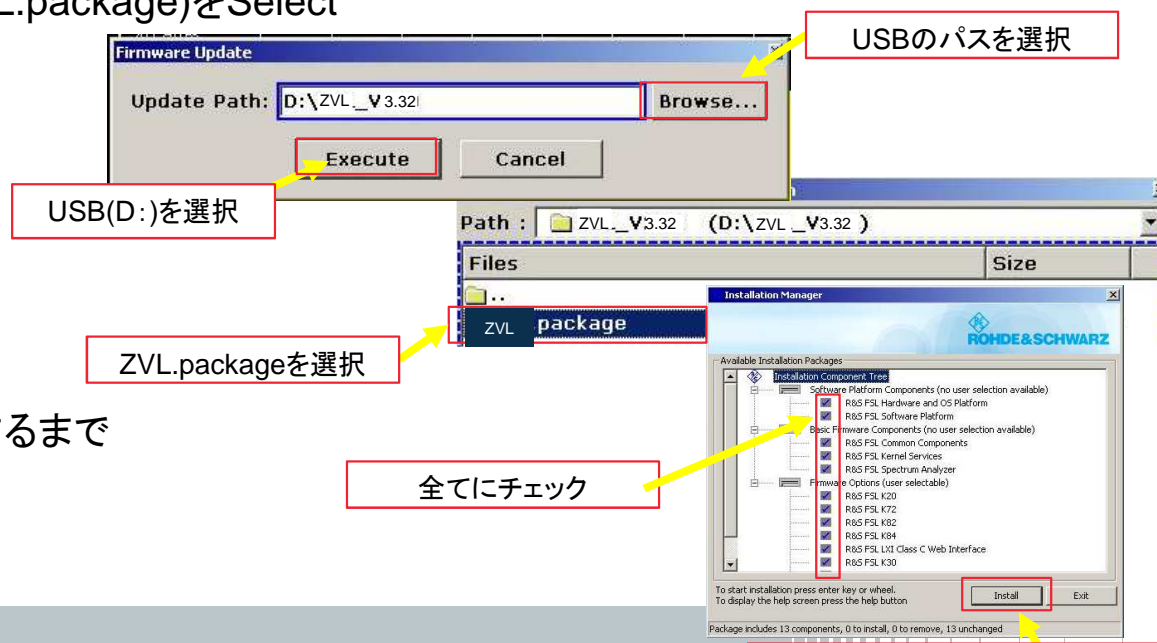 .package)をSelect
Firmware Update
USBのパスを選択
Update Path: D:\ZVL_V3.32
Browse...
Execute
Cancel
USB(D:)を選択
Path : ZVL_V3.32 (D:\ZVL_V3.32 )
Files
Size
..
ZVL package
ZVL.packageを選択
Installation Manager
ROHDE&SCHWARZ
Available Installation Packages
Installation Component Tree
Software Platform Components (no user selection available)
R&S FSL Hardware and OS Platform
R&S FSL Software Platform
Basic Firmware Components (no user selection available)
R&S FSL Common Components
R&S FSL Kernel Services
R&S FSL Spectrum Analyzer
Firmware Options (user selectable)
R&S FSL K20
R&S FSL K72
R&S FSL K82
R&S FSL K84
R&S FSL LXI Class C Web Interface
R&S FSL K30
るまで
全てにチェック
To start installation press enter key or wheel.
To display the help screen press the help button
Install
Exit
Package includes 13 components, 0 to install, 0 to remove, 13 unchanged